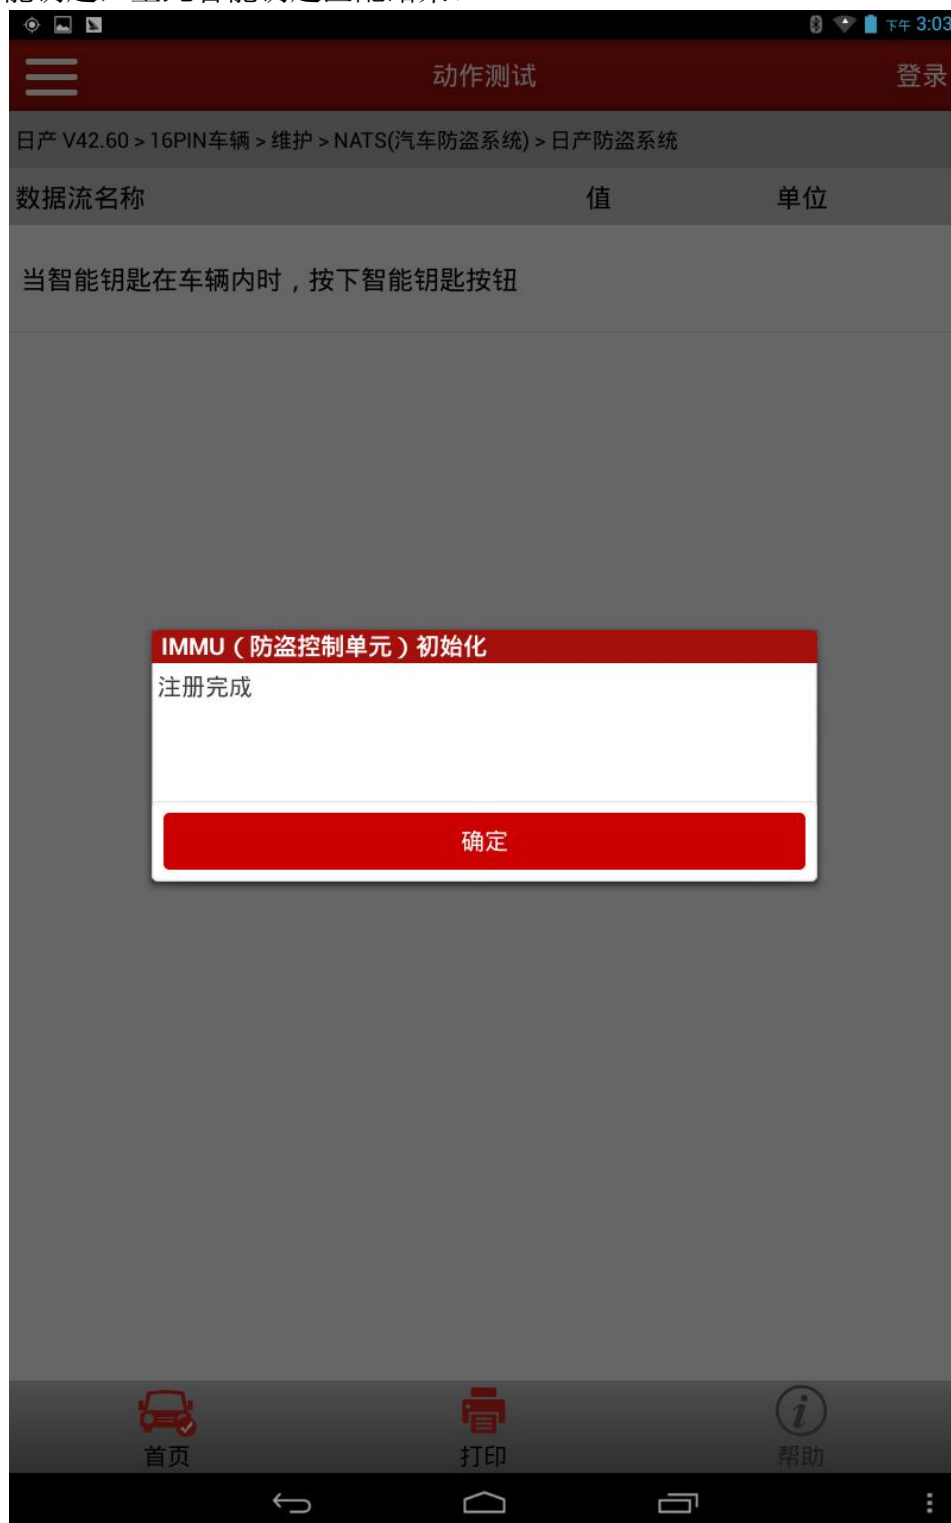 下午 3:03
动作测试
登录
日产 V42.60 > 16PIN车辆 > 维护 > NATS(汽车防盗系统) > 日产防盗系统
数据流名称 值 单位
当智能钥匙在车辆内时，按下智能钥匙按钮
IMMU（防盗控制单元）初始化
注册完成
确定
首页 打印 帮助